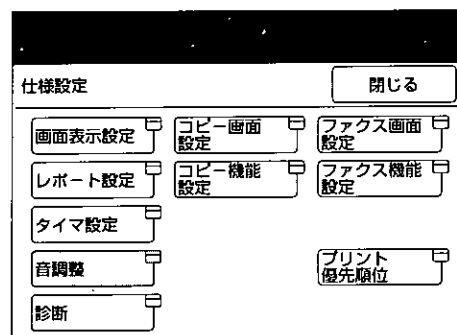 仕様設定
閉じる
画面表示設定
コピー画面
設定
ファクス画面
設定
レポート設定
コピー機能
設定
ファクス機能
設定
タイマ設定
音調整
プリント
優先順位
診断